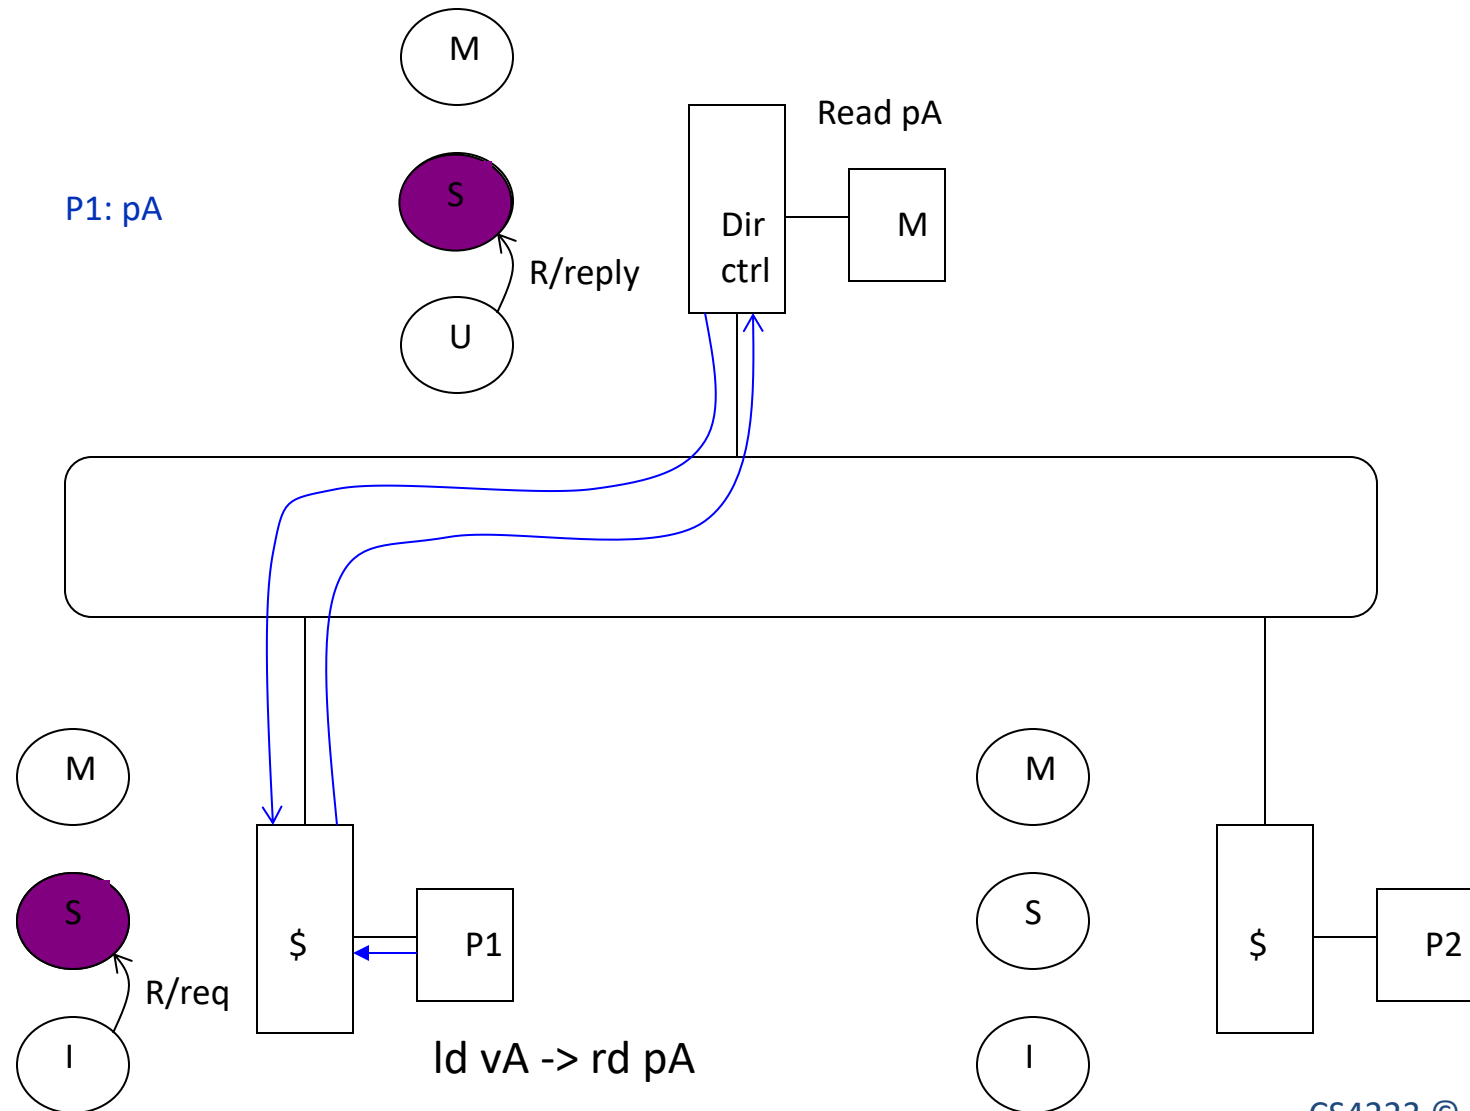 M
Read pA
S
P1: pA
Dir
ctrl
M
R/reply
U
M
M
S
S
$
P1
$
P2
R/req
I
ld vA -> rd pA
I